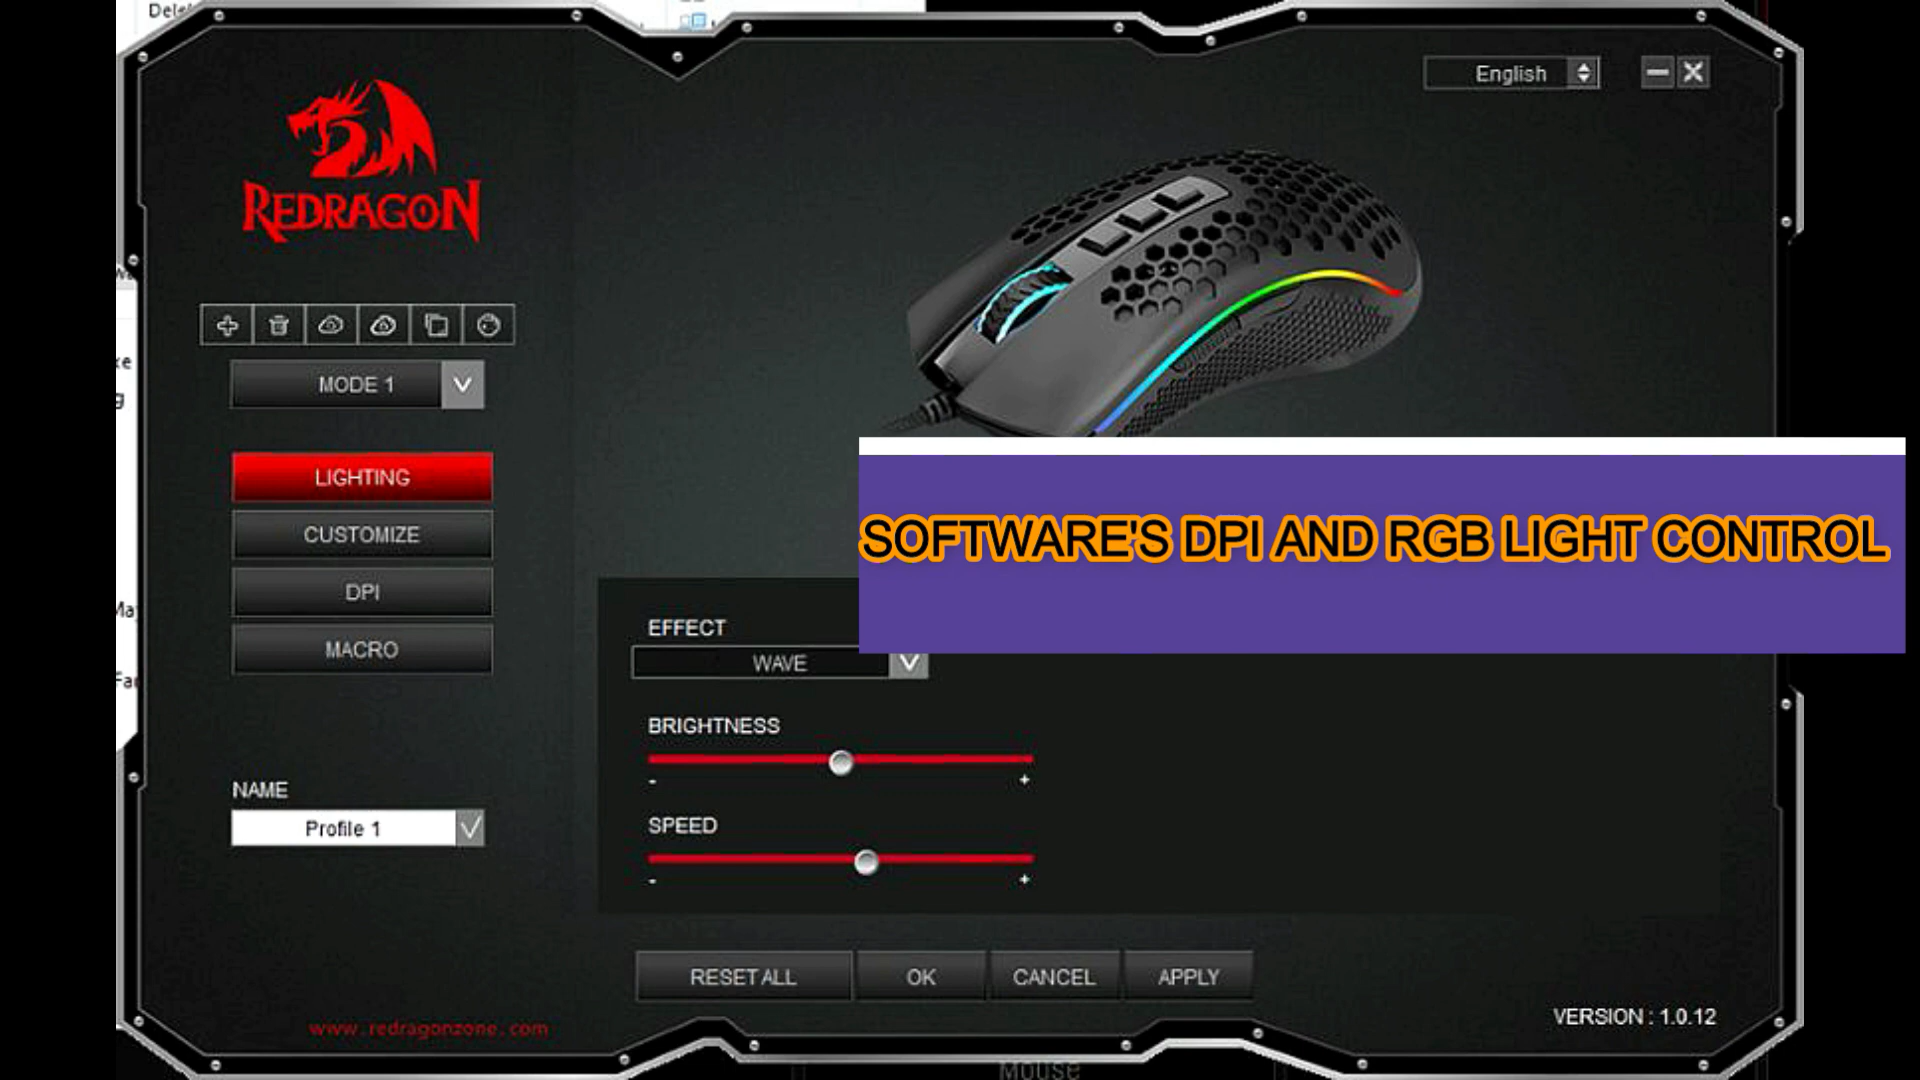 English
REDRAGON
MODE 1
LIGHTING
CUSTOMIZE
DPI
MACRO
NAME
Profile 1
SOFTWARE'S DPI AND RGB LIGHT CONTROL
EFFECT
WAVE
BRIGHTNESS
- +
SPEED
- +
RESET ALL OK CANCEL APPLY
www.redragonzone.com
VERSION : 1.0.12
Mouse